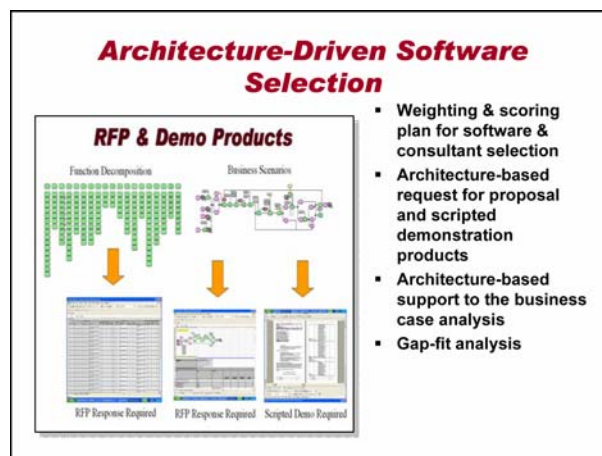 Architecture-Driven Software
Selection
RFP & Demo Products
Function Decomposition
Business Scenarios
RFP Response Required
RFP Response Required
Scripted Demo Required
▪ Weighting & scoring
plan for software &
consultant selection
▪ Architecture-based
request for proposal
and scripted
demonstration
products
▪ Architecture-based
support to the business
case analysis
▪ Gap-fit analysis